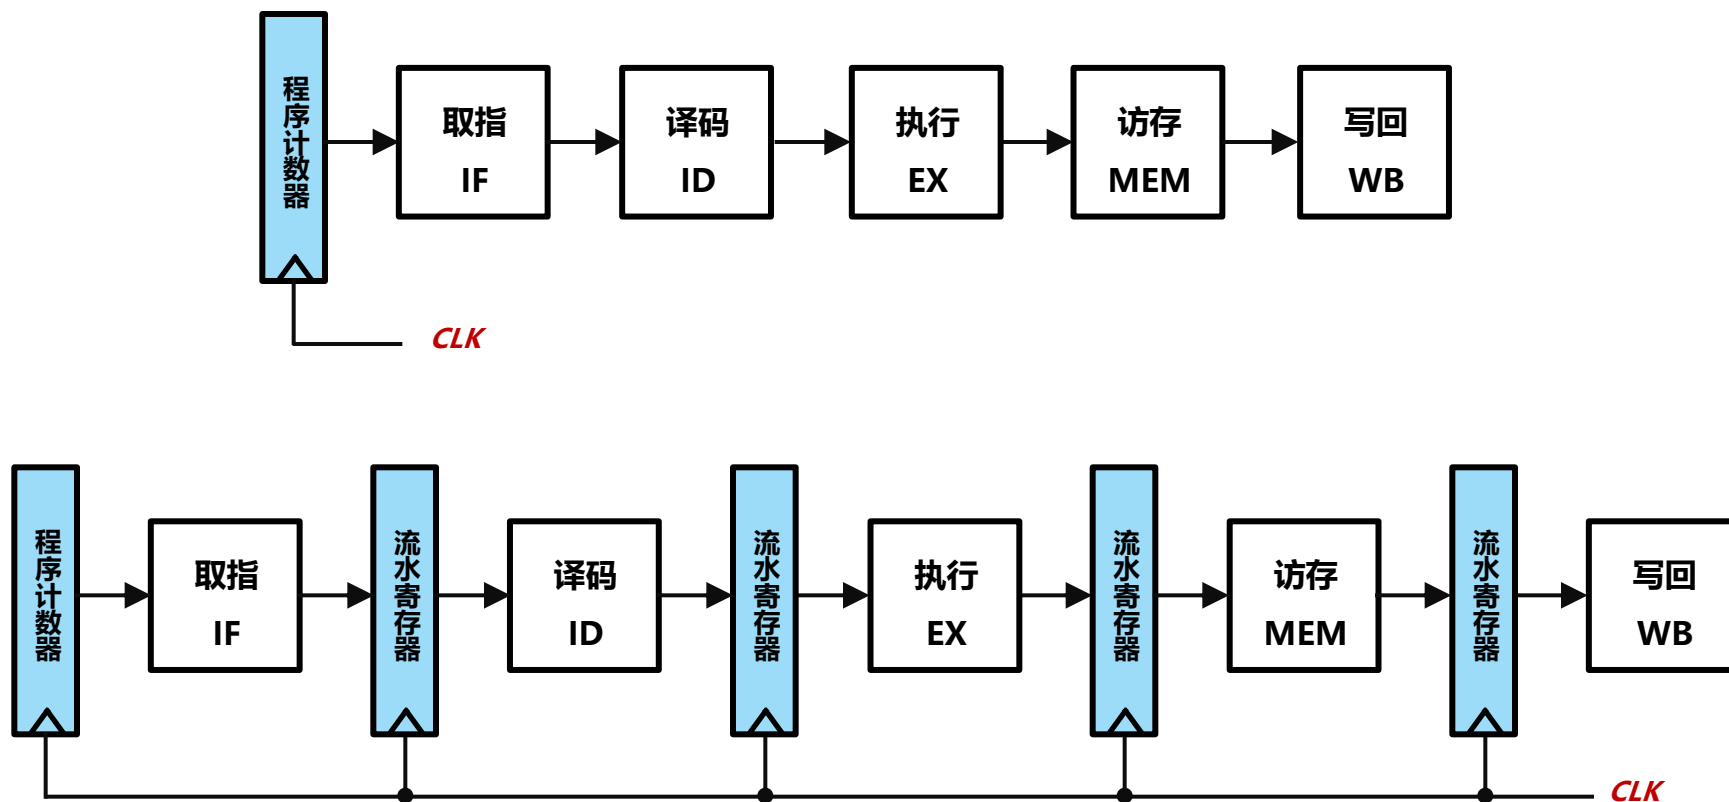 程序计数器
取指
IF
译码
ID
执行
EX
访存
MEM
写回
WB
CLK
程序计数器
取指
IF
流水寄存器
译码
ID
流水寄存器
执行
EX
流水寄存器
访存
MEM
流水寄存器
写回
WB
CLK